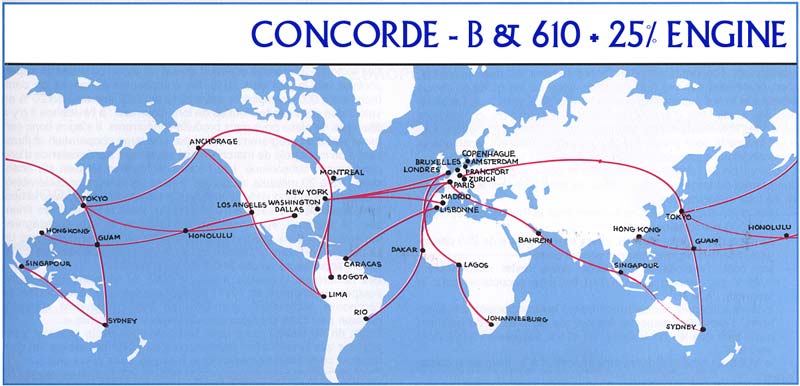 CONCORDE - B & 610 + 25% ENGINE
ANCHORAGE
MONTREAL
NEW YORK
LOS ANGELES
WASHINGTON
DALLAS
TOKYO
HONGKONG
GUAM
HONOLULU
SINGAPOUR
SYDNEY
CARACAS
BOGOTA
LIMA
RIO
COPENHAGUE
BRUXELLES
AMSTERDAM
LONDRES
FRANCFORT
ZURICH
PARIS
MADRID
LISBONNE
DAKAR
LAGOS
JOHANNESBURG
BAHREIN
TOKYO
HONG KONG
GUAM
HONOLULU
SINGAPOUR
SYDNEY